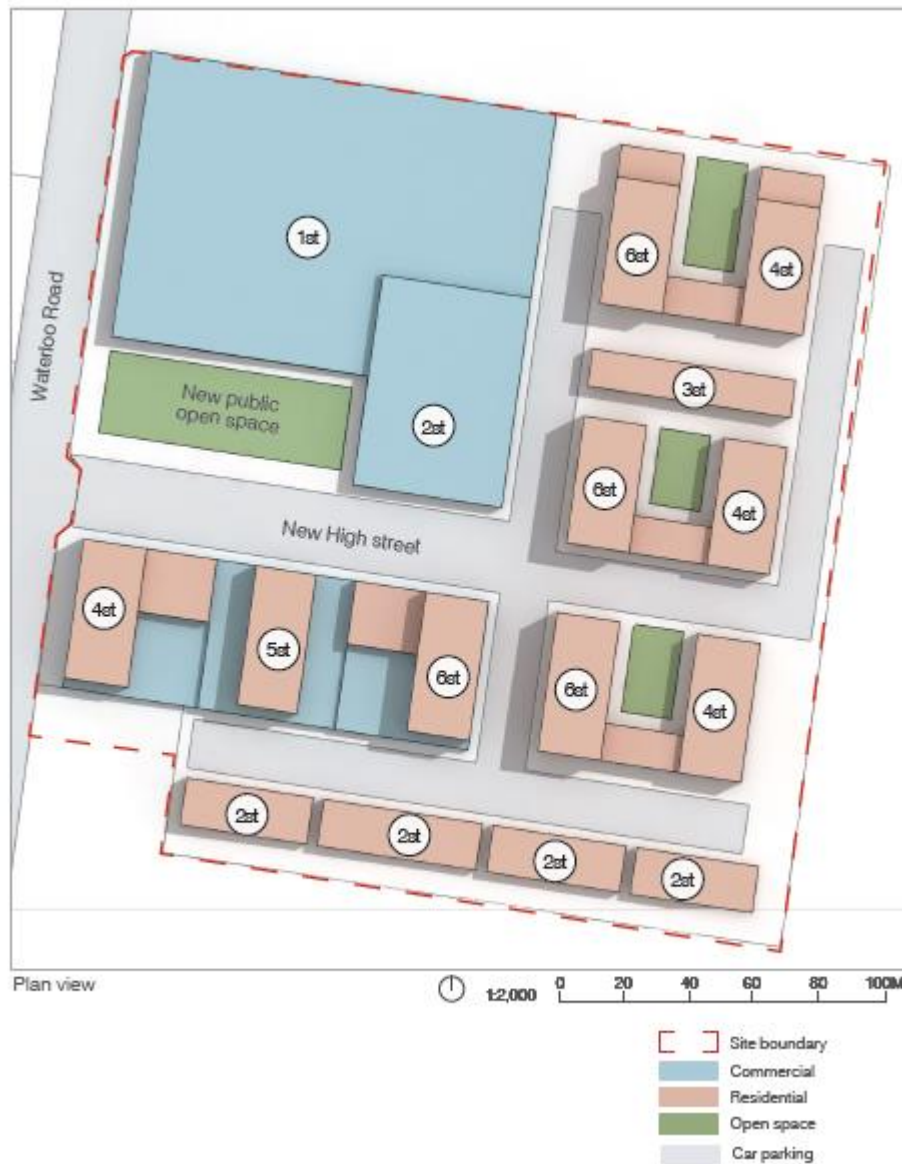 1st
6st
4st
Waterloo Road
3st
New public
open space
2st
6st
4st
New High street
4st
5st
6st
6st
4st
2st
2st
2st
2st
Plan view
1:2,000
0 20 40 60 80 100M
Site boundary
Commercial
Residential
Open space
Car parking